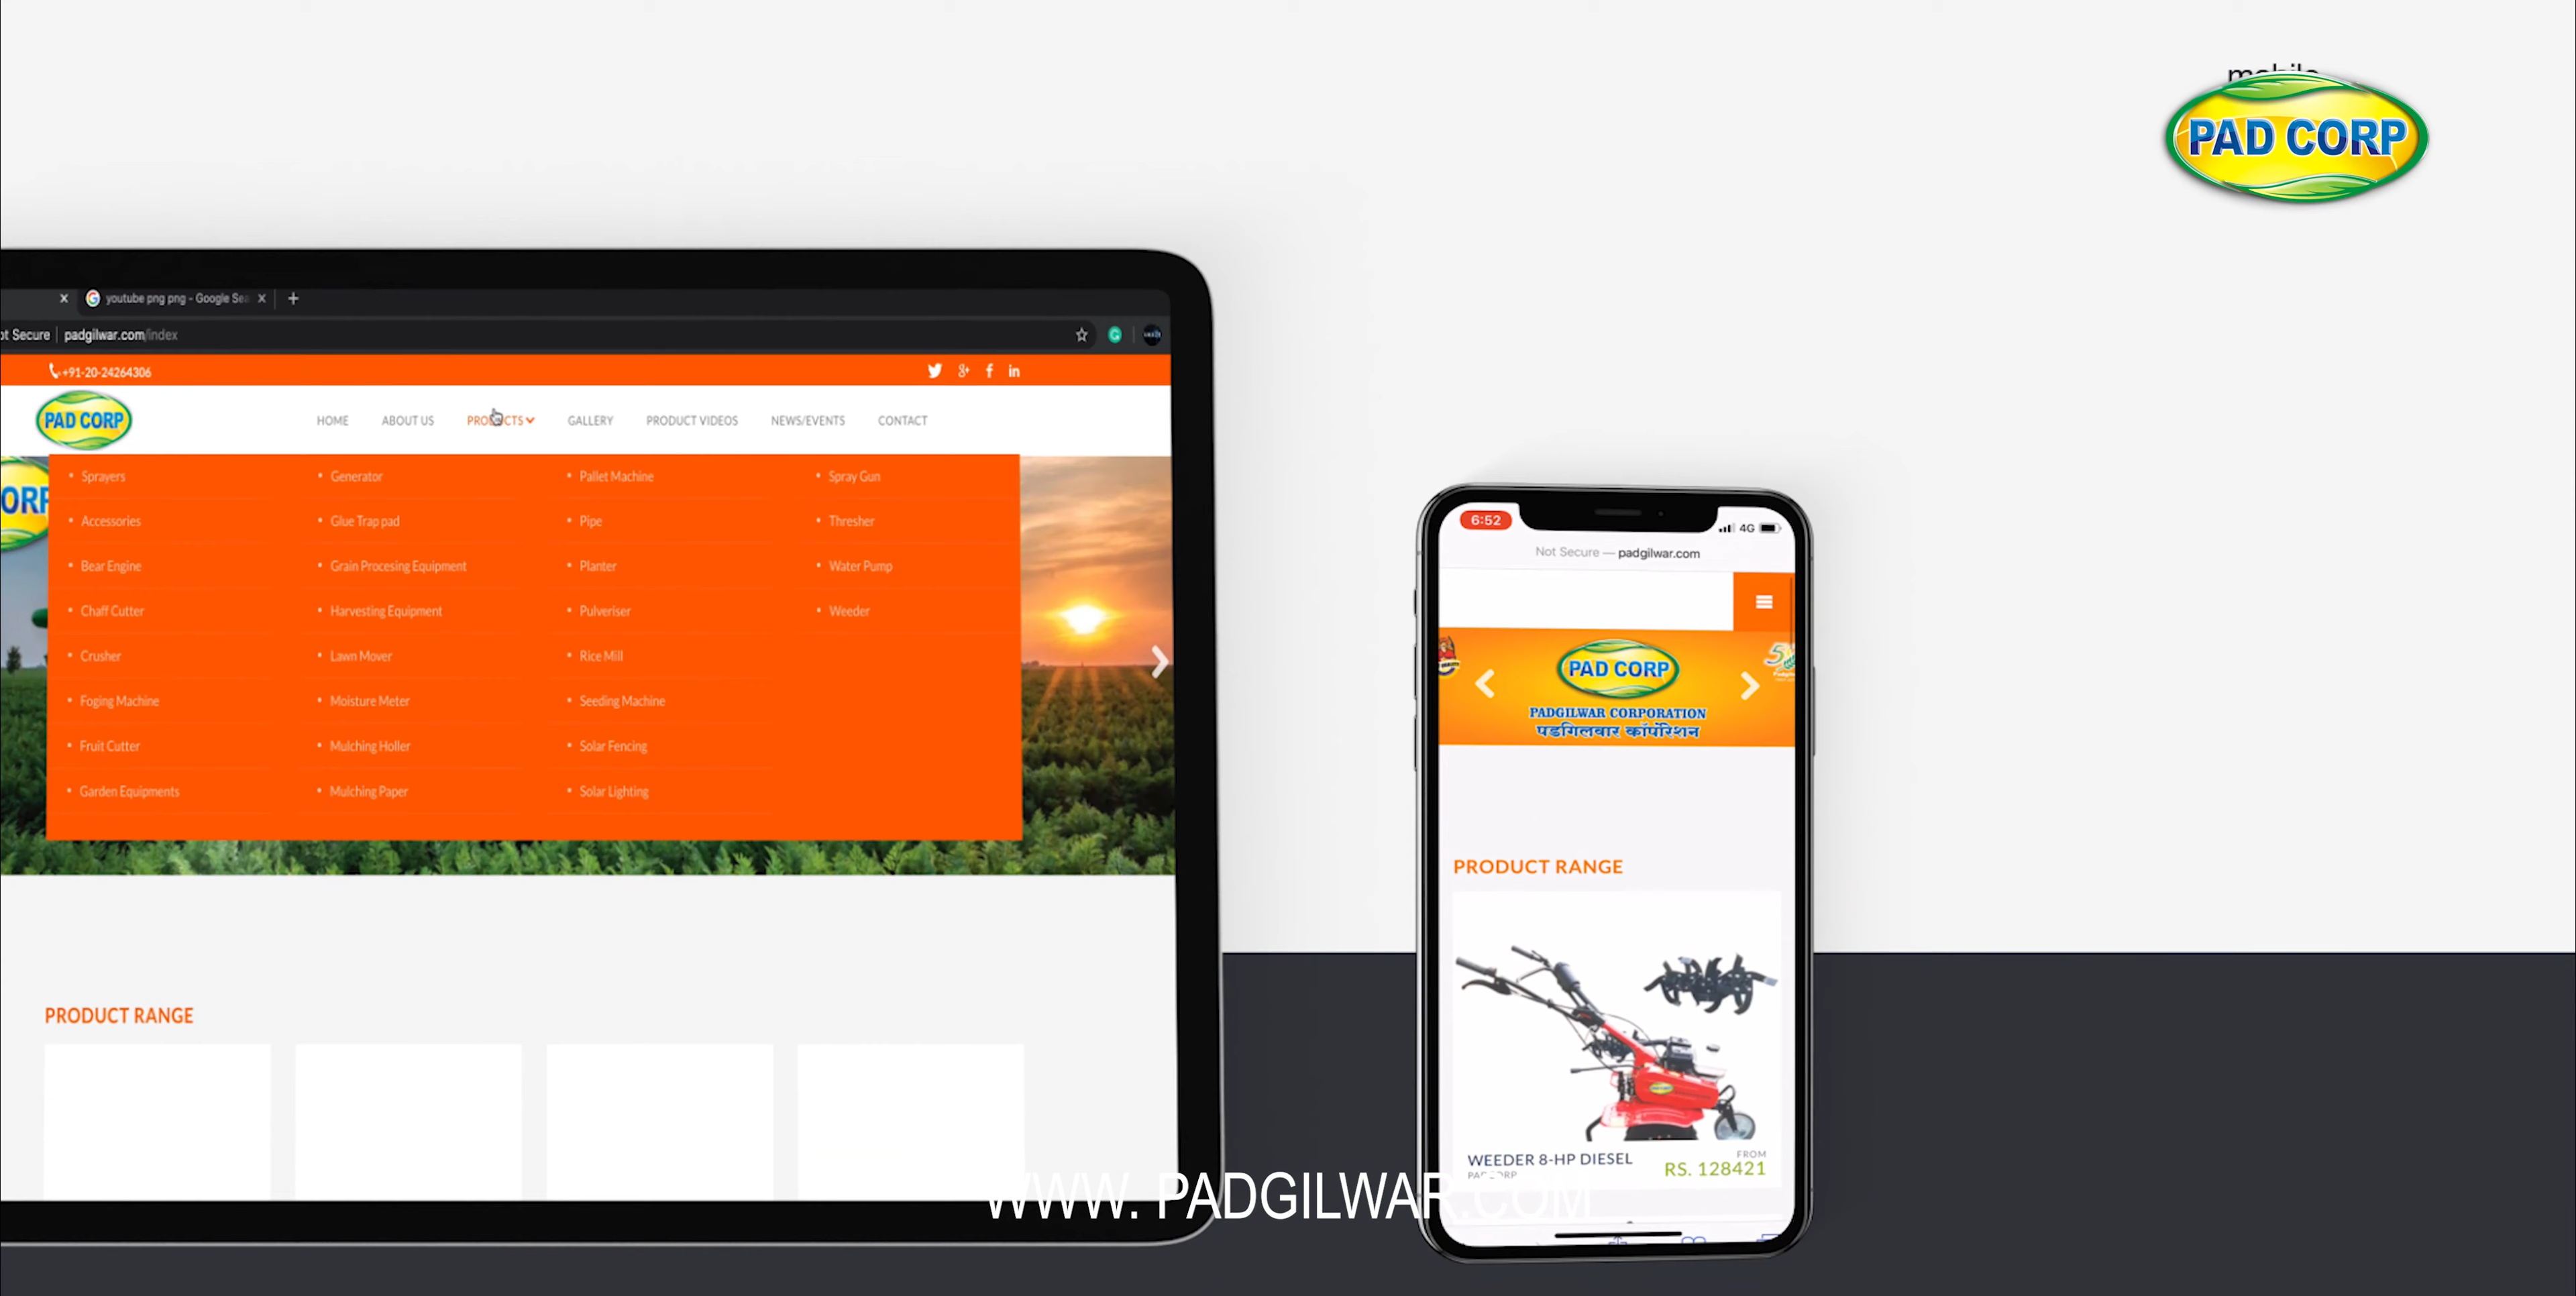 PAD CORP
youtube png png - Google Sea
ot Secure | padgilwar.com/index
+91-20-24264306
PAD CORP
HOME ABOUT US PRODUCTS GALLERY PRODUCT VIDEOS NEWS/EVENTS CONTACT
ORP
Sprayers Generator Pallet Machine Spray Gun
Accessories Glue Trap pad Pipe Thresher
Bear Engine Grain Procesing Equipment Planter Water Pump
Chaff Cutter Harvesting Equipment Pulveriser Weeder
Crusher Lawn Mover Rice Mill
Foging Machine Moisture Meter Seeding Machine
Fruit Cutter Mulching Holler Solar Fencing
Garden Equipments Mulching Paper Solar Lighting
PRODUCT RANGE
6:52 4G
Not Secure — padgilwar.com
PAD CORP
PADGILWAR CORPORATION
पडगिलवार कॉर्पोरेशन
PRODUCT RANGE
WEEDER 8-HP DIESEL
PAD CORP
FROM
RS. 128421
WWW. PADGILWAR.COM